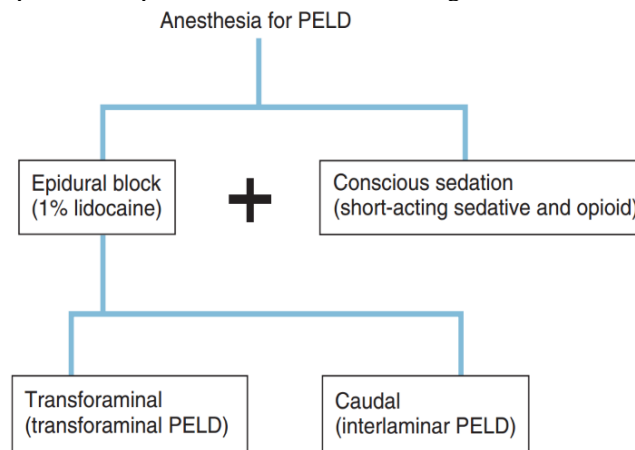 Anesthesia for PELD
Epidural block
(1% lidocaine)
+
Conscious sedation
(short-acting sedative and opioid)
Transforaminal
(transforaminal PELD)
Caudal
(interlaminar PELD)